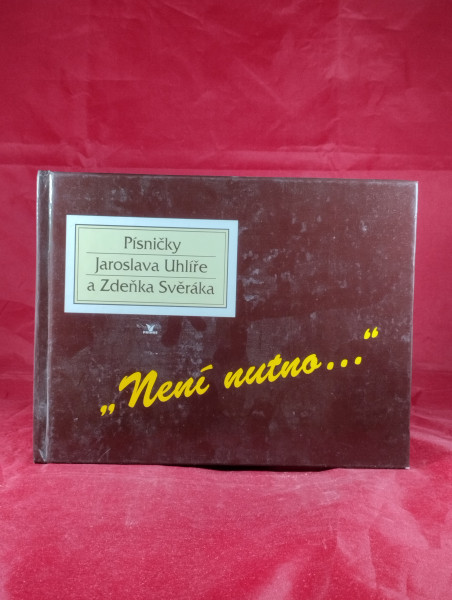 Písničky
Jaroslava Uhlíře
a Zdeňka Svěráka
„Není nutno..."